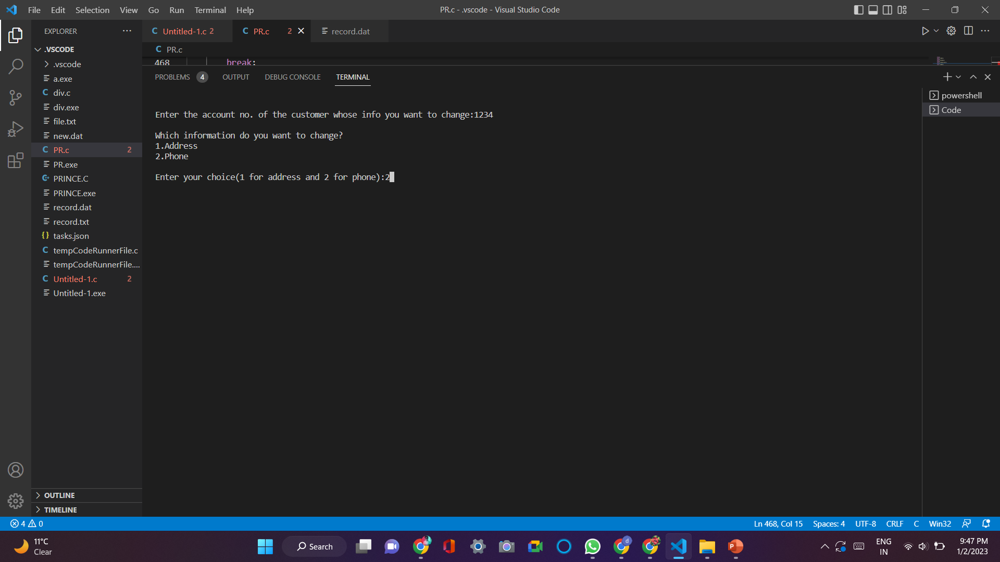 File Edit Selection View Go Run Terminal Help
PR.c - .vscode - Visual Studio Code
EXPLORER
Untitled-1.c 2
PR.c 2
record.dat
.VSCODE
PR.c
.vscode
468 break;
a.exe
PROBLEMS 4 OUTPUT DEBUG CONSOLE TERMINAL
div.c
powershell
div.exe
Code
Enter the account no. of the customer whose info you want to change:1234
file.txt
new.dat
Which information do you want to change?
1.Address
PR.c 2
2.Phone
PR.exe
Enter your choice(1 for address and 2 for phone):2
PRINCE.C
PRINCE.exe
record.dat
record.txt
tasks.json
tempCodeRunnerFile.c
tempCodeRunnerFile....
Untitled-1.c 2
Untitled-1.exe
OUTLINE
TIMELINE
4 0
Ln 468, Col 15 Spaces: 4 UTF-8 CRLF C Win32
11°C
Clear
Search
ENG
IN
9:47 PM
1/2/2023